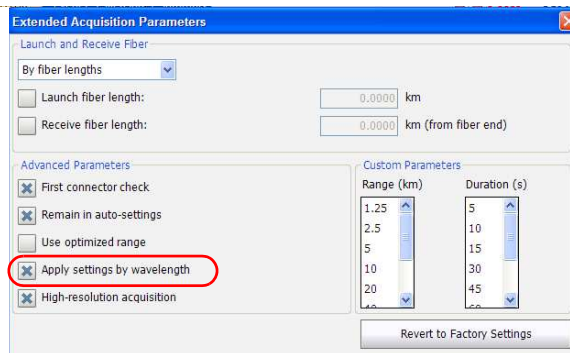 Extended Acquisition Parameters
Launch and Receive Fiber
By fiber lengths
Launch fiber length: 0.0000 km
Receive fiber length: 0.0000 km (from fiber end)
Advanced Parameters
First connector check
Remain in auto-settings
Use optimized range
Apply settings by wavelength
High-resolution acquisition
Custom Parameters
Range (km) Duration (s)
1.25 5
2.5 10
5 15
10 30
20 45
Revert to Factory Settings